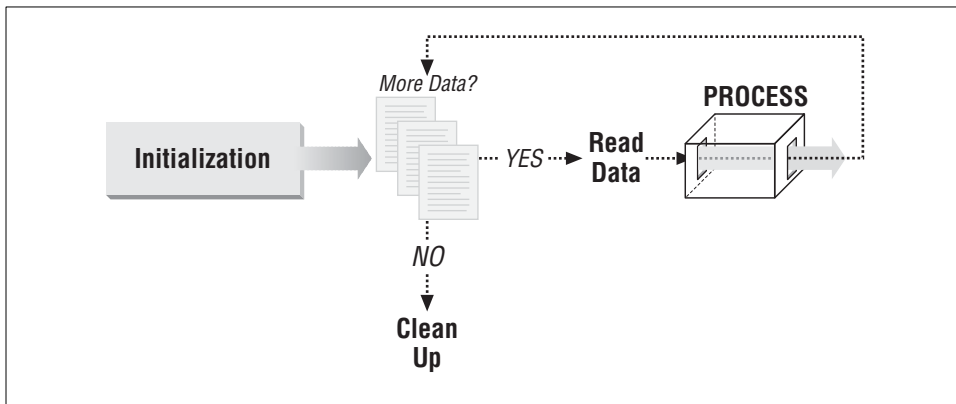 More Data?
PROCESS
Initialization
YES
Read
Data
NO
Clean
Up